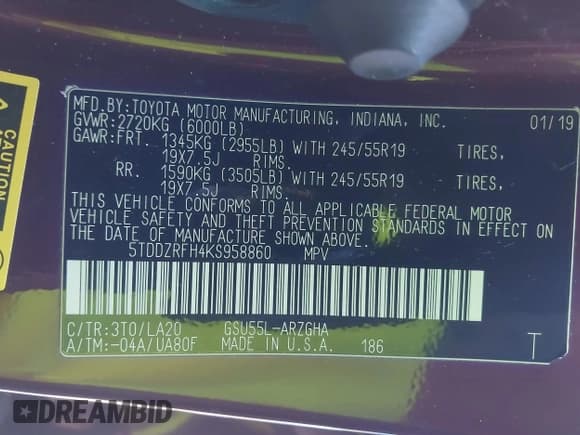 MFD.BY:TOYOTA MOTOR MANUFACTURING, INDIANA, INC. 01/19
GVWR:2720KG (6000LB)
GAWR:FRT. 1345KG (2955LB) WITH 245/55R19 TIRES,
19X7.5J RIMS.
RR. 1590KG (3505LB) WITH 245/55R19 TIRES,
19X7.5J RIMS.
THIS VEHICLE CONFORMS TO ALL APPLICABLE FEDERAL MOTOR
VEHICLE SAFETY AND THEFT PREVENTION STANDARDS IN EFFECT ON
THE DATE OF MANUFACTURE SHOWN ABOVE.
5TDDZRFH4KS958860 MPV
C/TR:3T0/LA20 GSU55L-ARZGHA
A/TM:-04A/UA80F MADE IN U.S.A. 186 T
CAUTION
DREAMBID